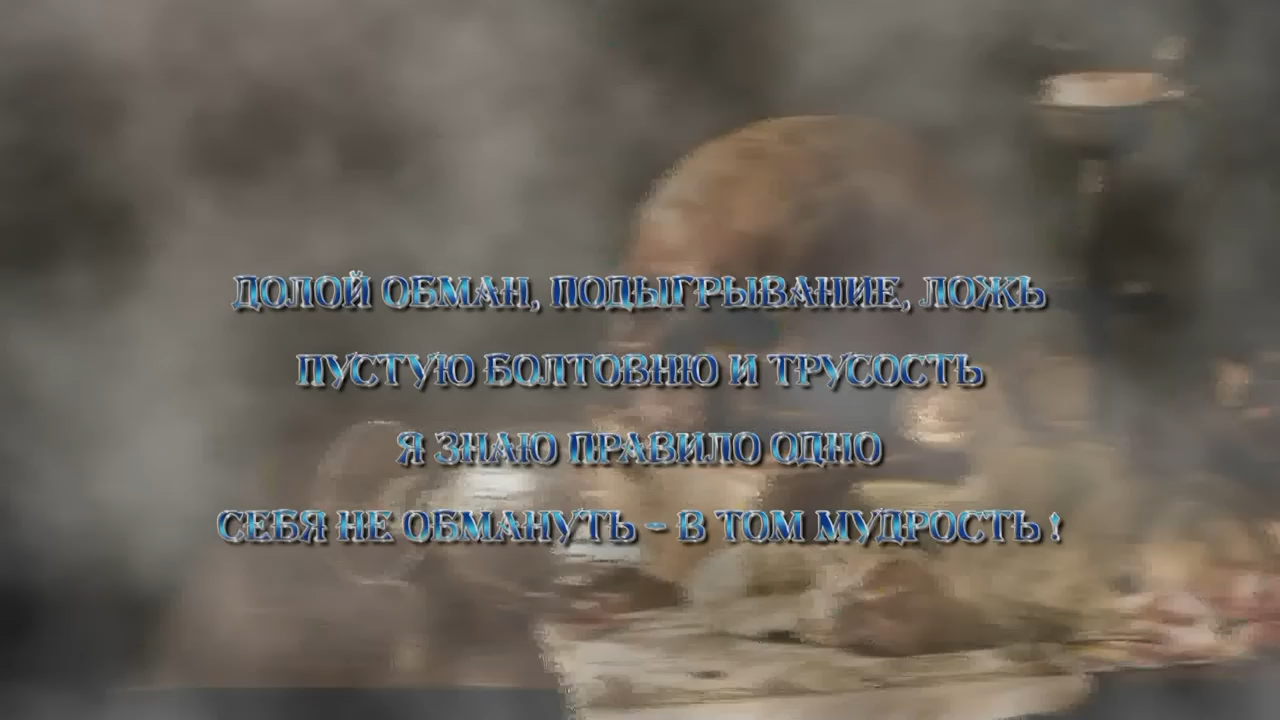 ДОЛОЙ ОБМАН, ПОДЫГРЫВАНИЕ, ЛОЖЬ
ПУСТУЮ БОЛТОВНЮ И ТРУСОСТЬ
Я ЗНАЮ ПРАВИЛО ОДНО
СЕБЯ НЕ ОБМАНУТЬ - В ТОМ МУДРОСТЬ !